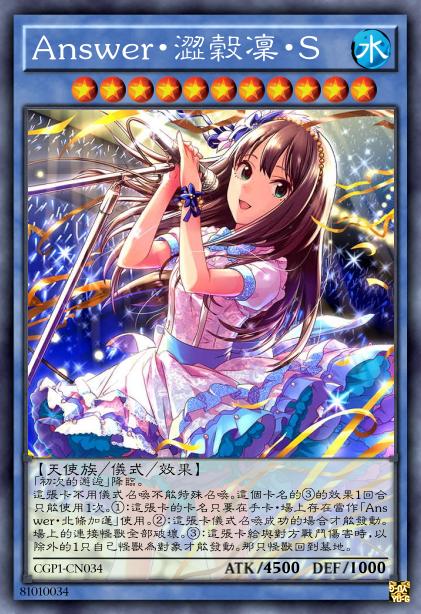 Answer・澀穀凜・S
水
【天使族／儀式／效果】
「初次的邂逅」降臨。
這張卡不用儀式召喚不能特殊召喚。這個卡名的③的效果1回合
只能使用1次。①：這張卡的卡名只要在手卡・場上存在當作「Ans
wer・北條加蓮」使用。②：這張卡儀式召喚成功的場合才能發動。
場上的連接怪獸全部破壞。③：這張卡給與對方戰鬥傷害時，以
除外的1只自己怪獸為對象才能發動。那只怪獸回到墓地。
CGP1-CN034
ATK/4500 DEF/1000
81010034